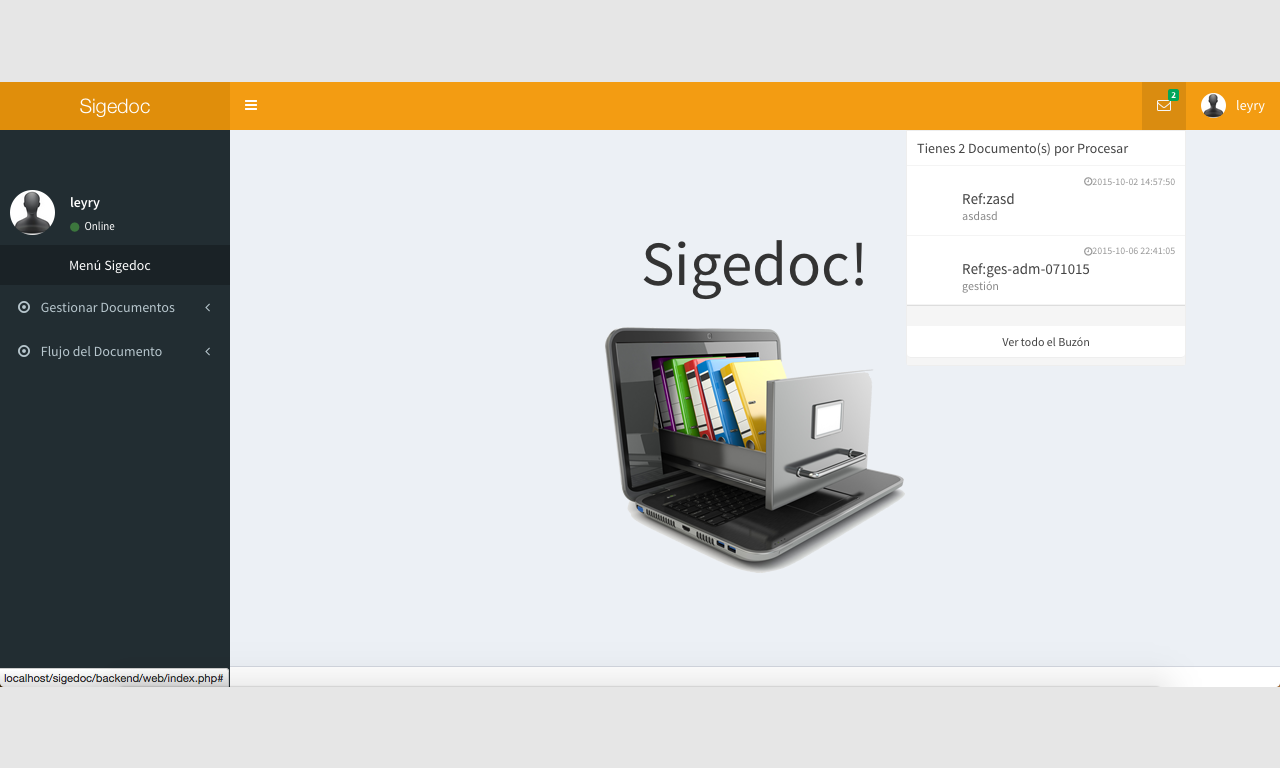 Sigedoc
2
leyry
leyry
Online
Menú Sigedoc
Gestionar Documentos
Flujo del Documento
Sigedoc!
Tienes 2 Documento(s) por Procesar
2015-10-02 14:57:50
Ref:zasd
asdasd
2015-10-06 22:41:05
Ref:ges-adm-071015
gestión
Ver todo el Buzón
localhost/sigedoc/backend/web/index.php#